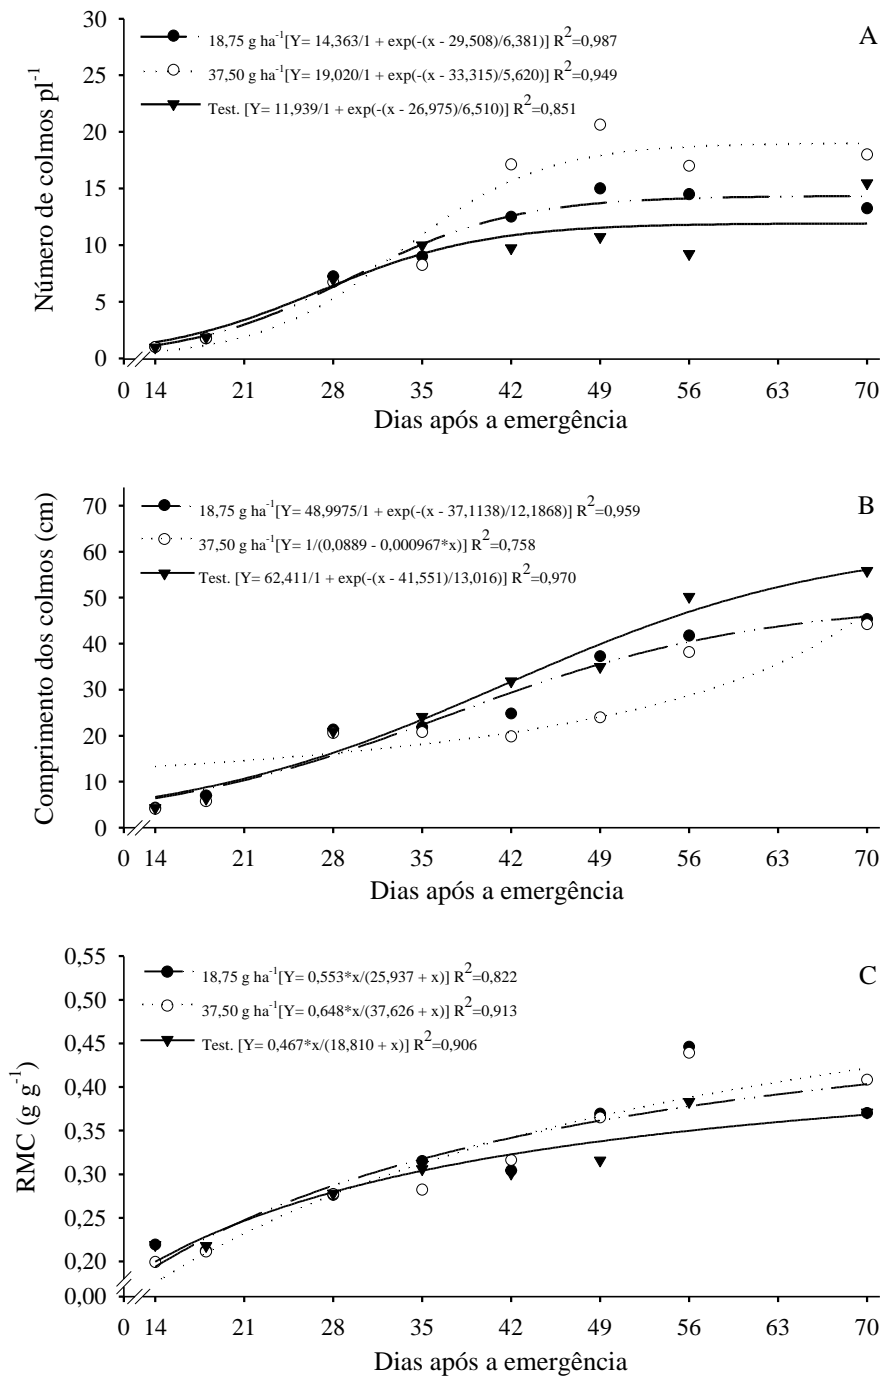 30
25
20
15
10
5
0
Número de colmos pl⁻¹
18,75 g ha⁻¹[Y= 14,363/1 + exp(-(x - 29,508)/6,381)] R²=0,987
37,50 g ha⁻¹[Y= 19,020/1 + exp(-(x - 33,315)/5,620)] R²=0,949
Test. [Y= 11,939/1 + exp(-(x - 26,975)/6,510)] R²=0,851
A
0 14 21 28 35 42 49 56 63 70
Dias após a emergência
70
60
50
40
30
20
10
0
Comprimento dos colmos (cm)
18,75 g ha⁻¹[Y= 48,9975/1 + exp(-(x - 37,1138)/12,1868)] R²=0,959
37,50 g ha⁻¹[Y= 1/(0,0889 - 0,000967*x)] R²=0,758
Test. [Y= 62,411/1 + exp(-(x - 41,551)/13,016)] R²=0,970
B
0 14 21 28 35 42 49 56 63 70
Dias após a emergência
0,55
0,50
0,45
0,40
0,35
0,30
0,25
0,20
0,00
RMC (g g⁻¹)
18,75 g ha⁻¹[Y= 0,553*x/(25,937 + x)] R²=0,822
37,50 g ha⁻¹[Y= 0,648*x/(37,626 + x)] R²=0,913
Test. [Y= 0,467*x/(18,810 + x)] R²=0,906
C
0 14 21 28 35 42 49 56 63 70
Dias após a emergência